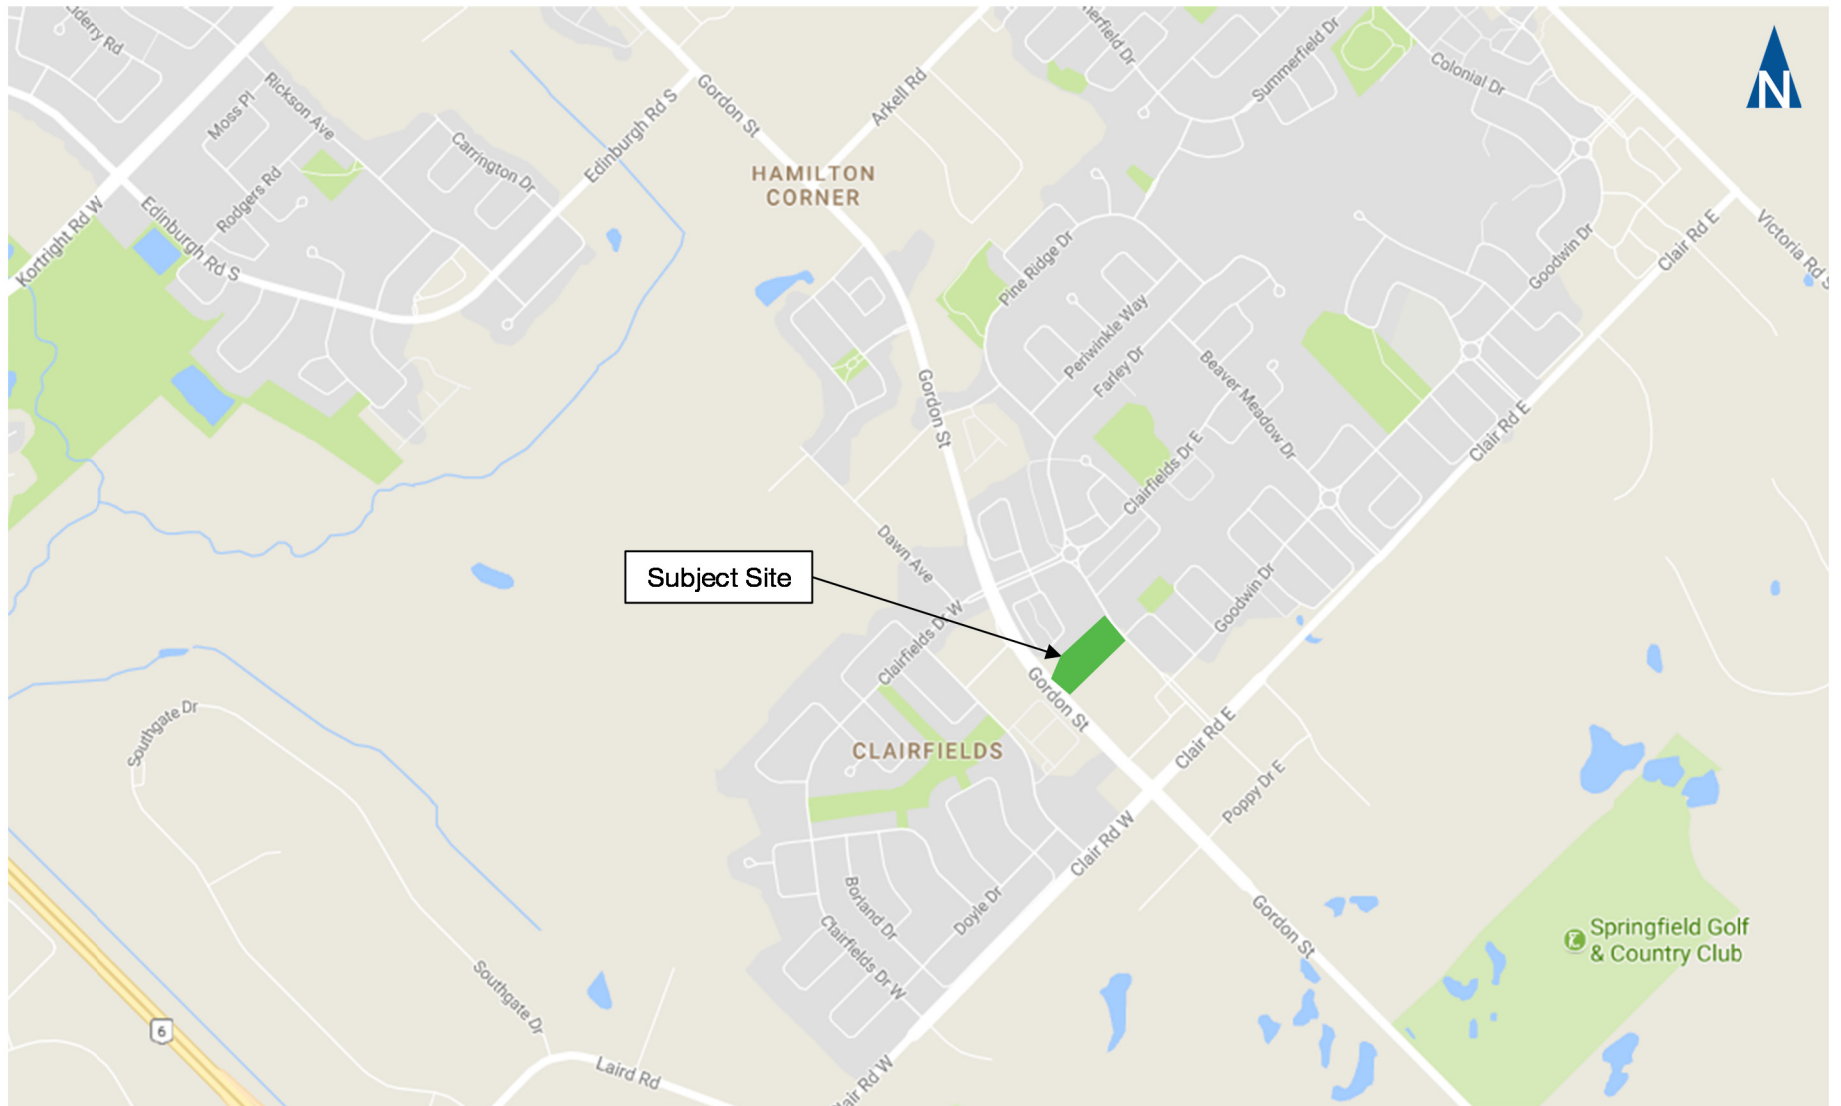 Rickson Ave
Moss Pl
Rodgers Rd
Carrington Dr
Edinburgh Rd S
Edinburgh Rd S
Kortright Rd W
Gordon St
Arkell Rd
HAMILTON
CORNER
Summerfield Dr
Colonial Dr
N
Victoria Rd S
Clair Rd E
Goodwin Dr
Pine Ridge Dr
Periwinkle Way
Farley Dr
Beaver Meadow Dr
Gordon St
Clair Rd E
Clairfields Dr E
Dawn Ave
Subject Site
Goodwin Dr
Clairfields Dr W
Gordon St
Southgate Dr
CLAIRFIELDS
Clair Rd E
Poppy Dr E
Clair Rd W
Borland Dr
Doyle Dr
Clairfields Dr W
Gordon St
Springfield Golf
& Country Club
Southgate Dr
6
Laird Rd
lair Rd W